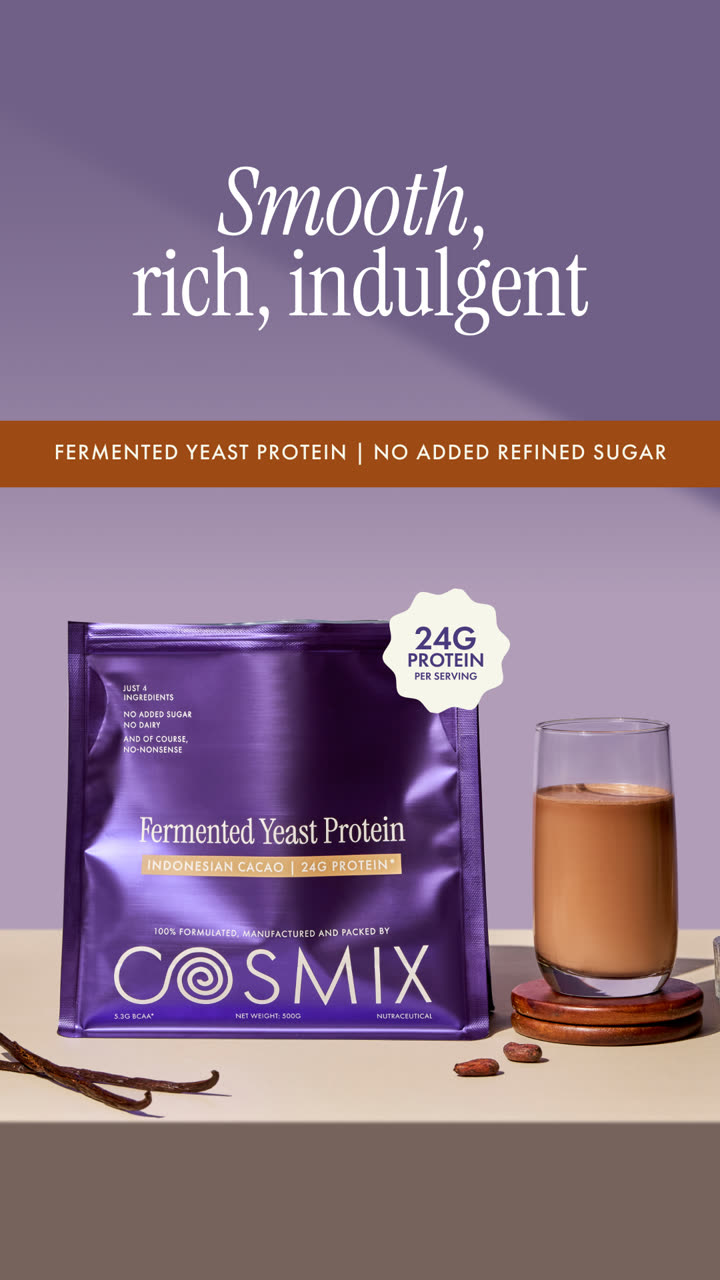 Smooth,
rich, indulgent
FERMENTED YEAST PROTEIN | NO ADDED REFINED SUGAR
24G
PROTEIN
PER SERVING
JUST 4
INGREDIENTS
NO ADDED SUGAR
NO DAIRY
AND OF COURSE,
NO-NONSENSE
Fermented Yeast Protein
INDONESIAN CACAO | 24G PROTEIN*
100% FORMULATED, MANUFACTURED AND PACKED BY
COSMIX
5.3G BCAA* NET WEIGHT: 500G NUTRACEUTICAL